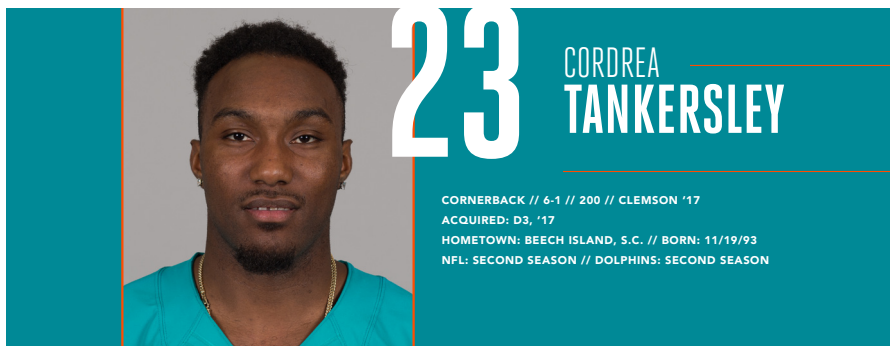 23
CORDREA
TANKERSLEY
CORNERBACK // 6-1 // 200 // CLEMSON ‘17
ACQUIRED: D3, ‘17
HOMETOWN: BEECH ISLAND, S.C. // BORN: 11/19/93
NFL: SECOND SEASON // DOLPHINS: SECOND SEASON